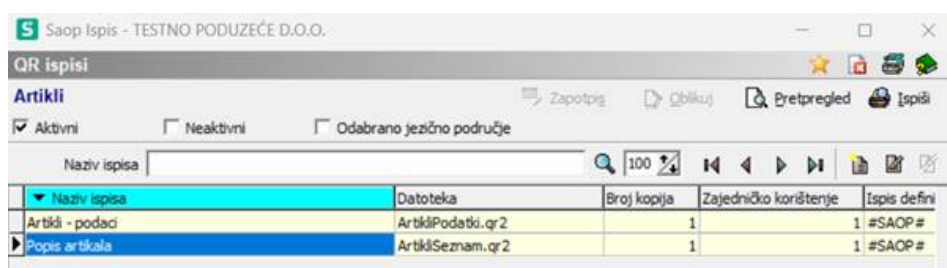 S Saop Ispis - TESTNO PODUZEĆE D.O.O.
QR ispisi
Artikli Zapotpis Oblikuj Pretpregled Ispiši
Aktivni Neaktivni Odabrano jezično područje
Naziv ispisa 100
Naziv ispisa Datoteka Broj kopija Zajedničko korištenje Ispis defini
Artikli - podaci ArtikliPodatki.qr2 1 1 #SAOP#
Popis artikala ArtikliSeznam.qr2 1 1 #SAOP#